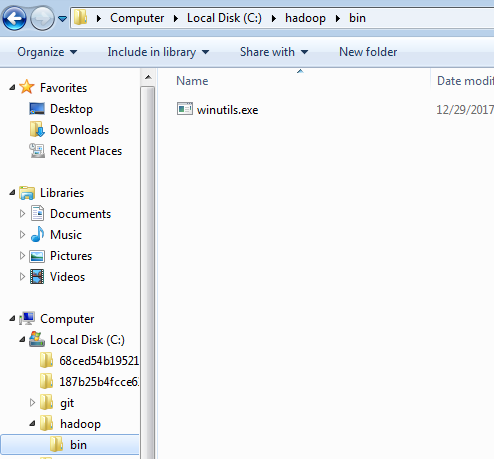 Computer Local Disk (C:) hadoop bin
Organize Include in library Share with New folder
Name Date modif
winutils.exe 12/29/2017
Favorites
Desktop
Downloads
Recent Places
Libraries
Documents
Music
Pictures
Videos
Computer
Local Disk (C:)
68ced54b19521
187b25b4fcce6
git
hadoop
bin